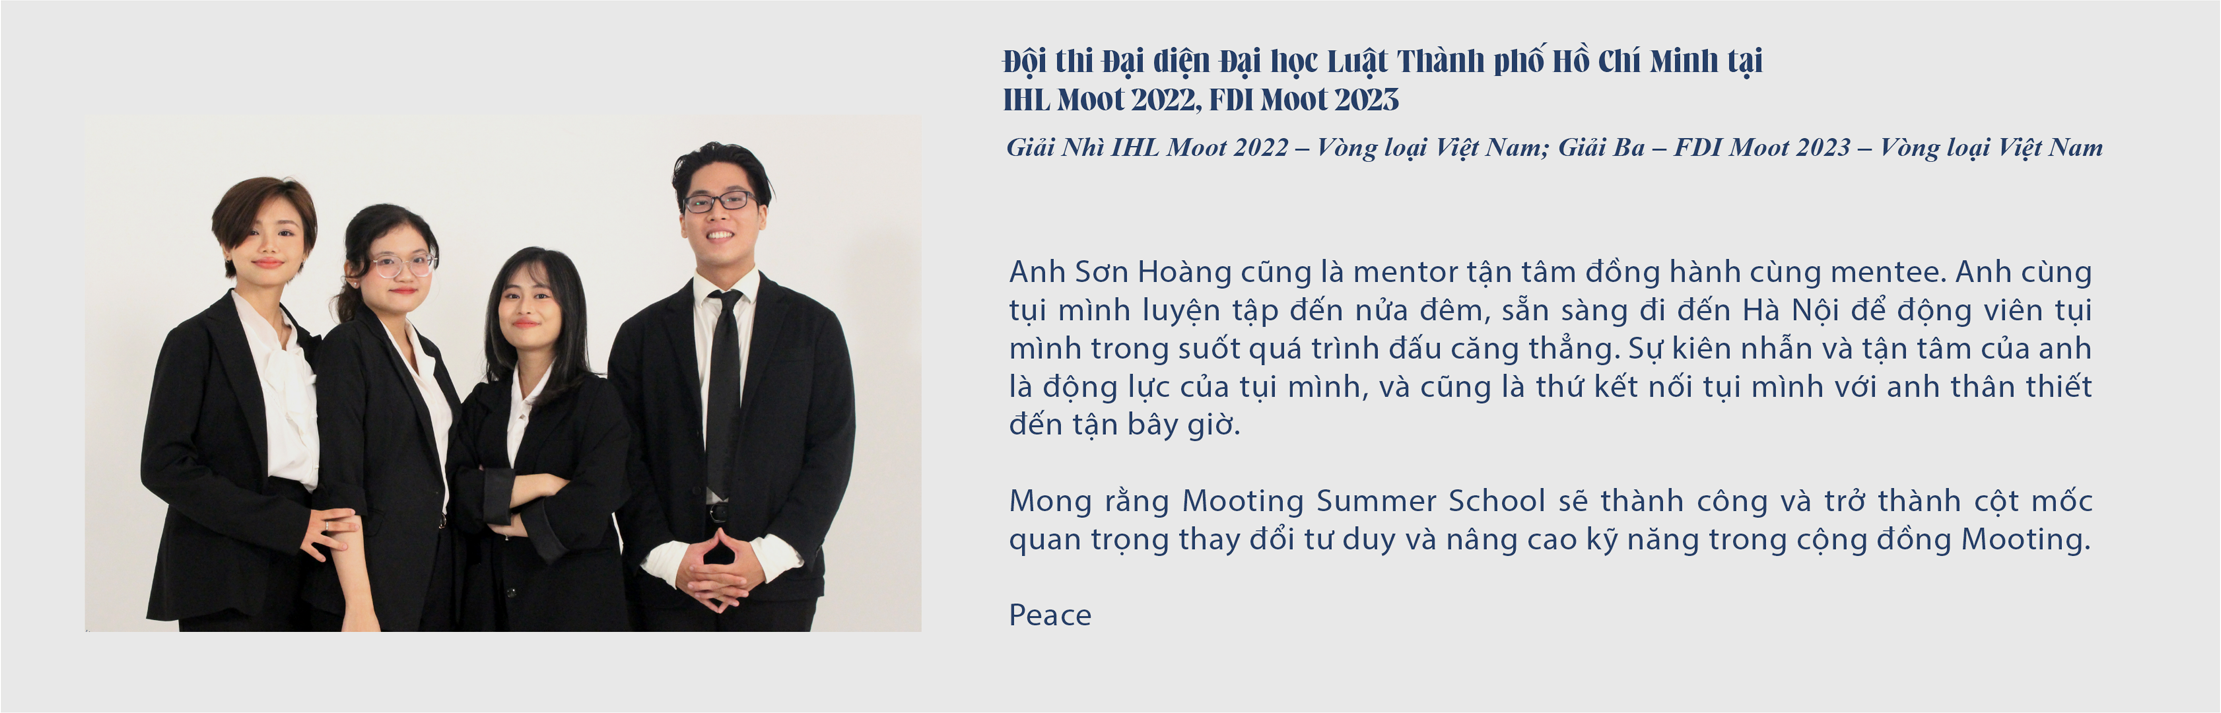 Đội thi Đại diện Đại học Luật Thành phố Hồ Chí Minh tại
IHL Moot 2022, FDI Moot 2023
Giải Nhì IHL Moot 2022 – Vòng loại Việt Nam; Giải Ba – FDI Moot 2023 – Vòng loại Việt Nam
Anh Sơn Hoàng cũng là mentor tận tâm đồng hành cùng mentee. Anh cùng
tụi mình luyện tập đến nửa đêm, sẵn sàng đi đến Hà Nội để động viên tụi
mình trong suốt quá trình đấu căng thẳng. Sự kiên nhẫn và tận tâm của anh
là động lực của tụi mình, và cũng là thứ kết nối tụi mình với anh thân thiết
đến tận bây giờ.
Mong rằng Mooting Summer School sẽ thành công và trở thành cột mốc
quan trọng thay đổi tư duy và nâng cao kỹ năng trong cộng đồng Mooting.
Peace